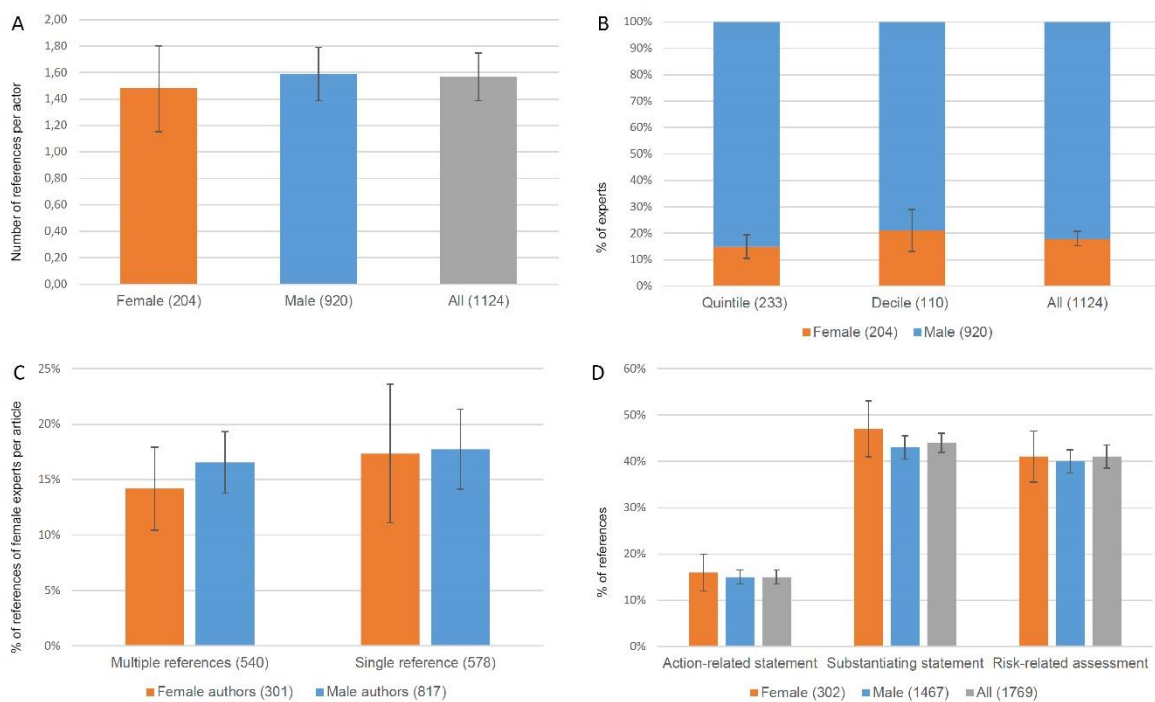 A
Number of references per actor
2,00
1,80
1,60
1,40
1,20
1,00
0,80
0,60
0,40
0,20
0,00
Female (204)
Male (920)
All (1124)
B
% of experts
100%
90%
80%
70%
60%
50%
40%
30%
20%
10%
0%
Quintile (233)
Decile (110)
All (1124)
Female (204)
Male (920)
C
% of references of female experts per article
25%
20%
15%
10%
5%
0%
Multiple references (540)
Single reference (578)
Female authors (301)
Male authors (817)
D
% of references
60%
50%
40%
30%
20%
10%
0%
Action-related statement
Substantiating statement
Risk-related assessment
Female (302)
Male (1467)
All (1769)